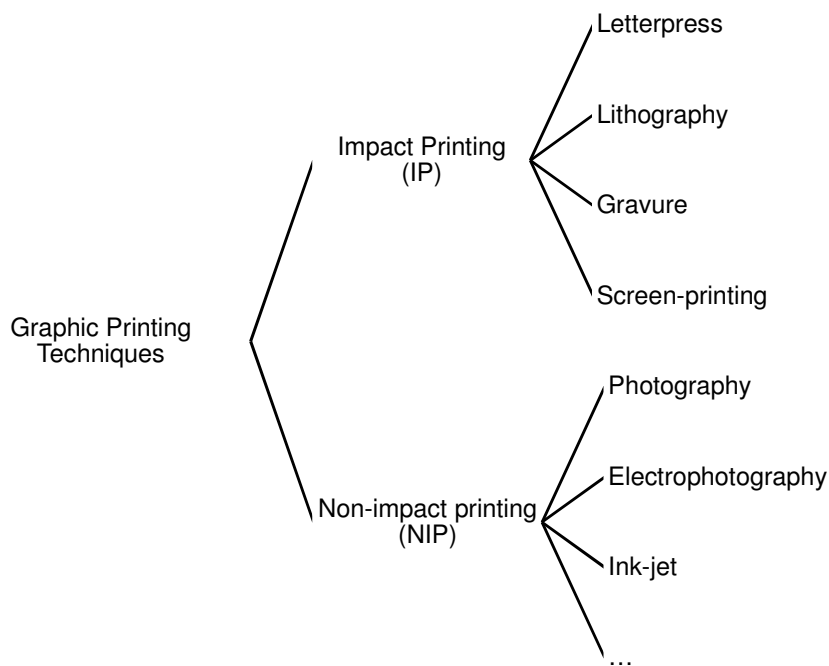 Letterpress
Lithography
Impact Printing
(IP)
Gravure
Screen-printing
Graphic Printing
Techniques
Photography
Electrophotography
Non-impact printing
(NIP)
Ink-jet
...